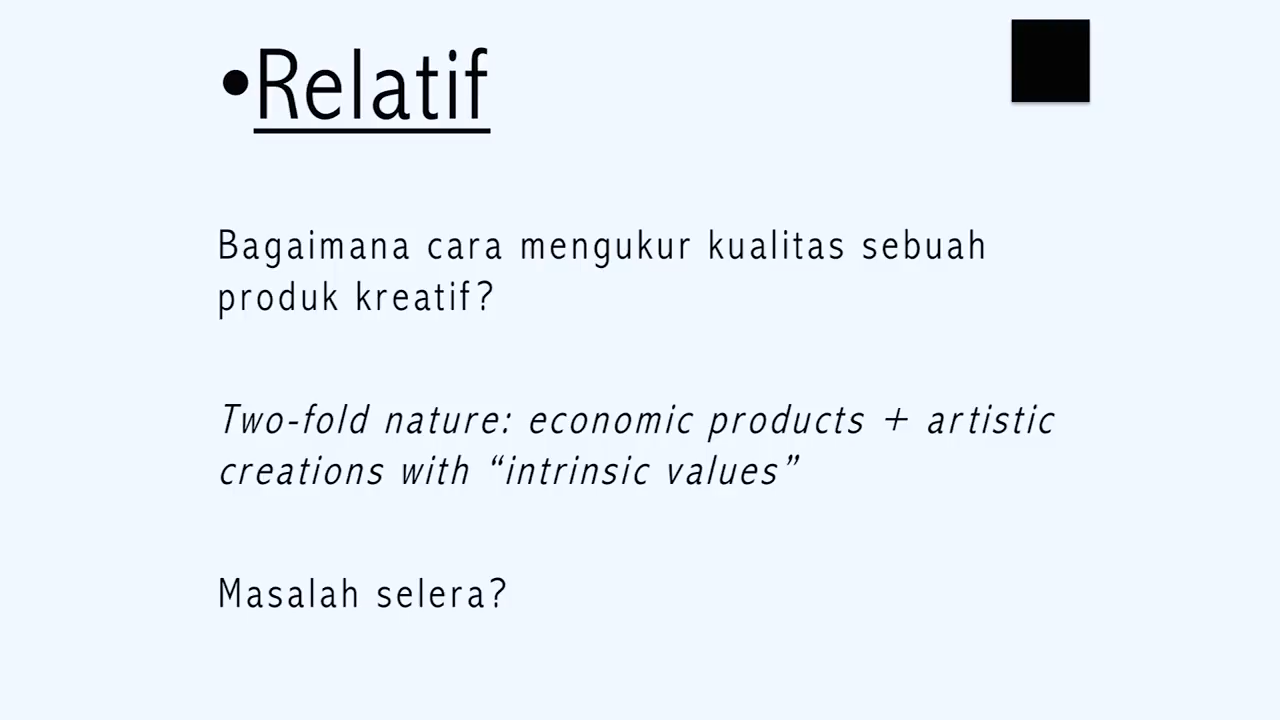 •Relatif
Bagaimana cara mengukur kualitas sebuah
produk kreatif?
Two-fold nature: economic products + artistic
creations with “intrinsic values”
Masalah selera?